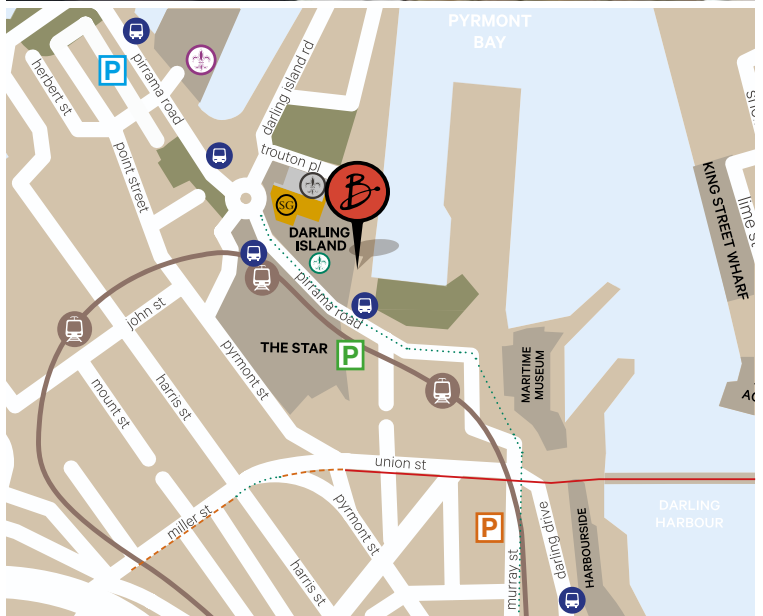 PYRMONT
BAY
P
herbert st
pirrama road
darling island rd
point street
trouton pl
SG
B
DARLING
ISLAND
KING STREET WHARF
lime st
pirrama road
john st
THE STAR
P
MARITIME
MUSEUM
mount st
harris st
pyrmont st
union st
miller st
pyrmont st
harris st
P
murray st
darling drive
HARBOURSIDE
DARLING
HARBOUR